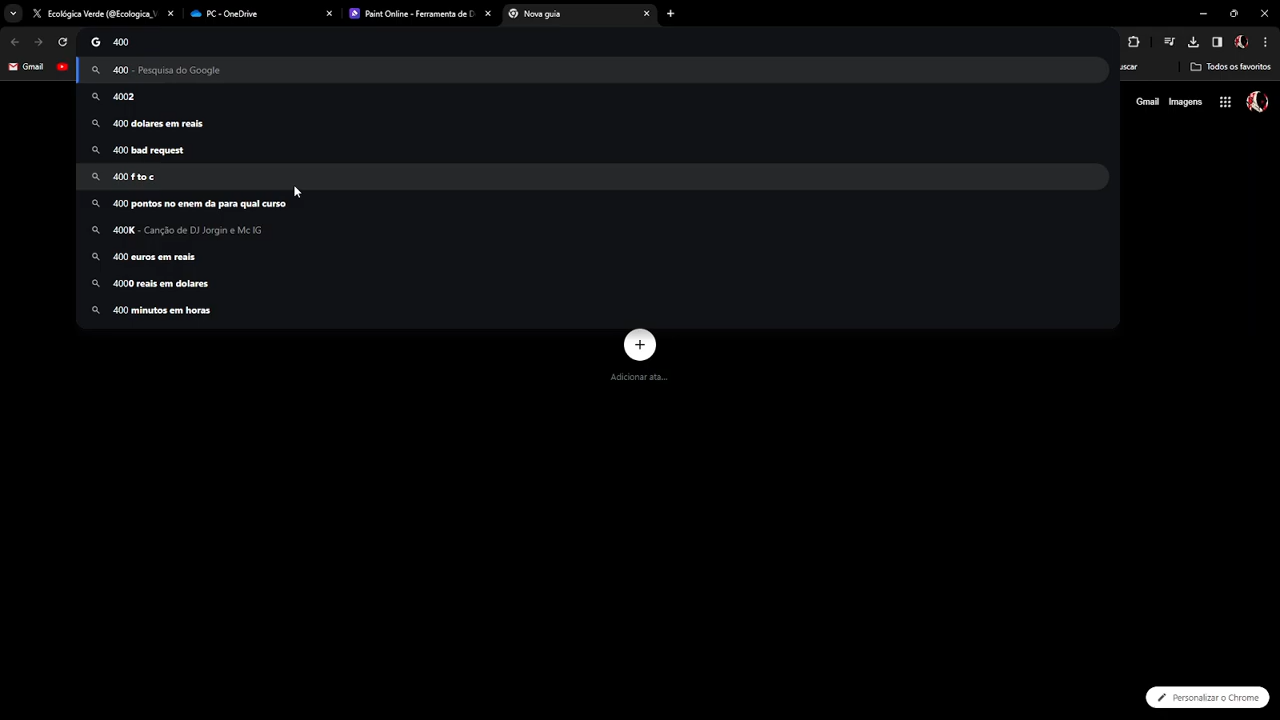 Ecológica Verde (@Ecologica_V
PC - OneDrive
Paint Online - Ferramenta de D
Nova guia
400
Gmail
uscar
Todos os favoritos
400 - Pesquisa do Google
4002
400 dolares em reais
400 bad request
400 f to c
400 pontos no enem da para qual curso
400K - Canção de DJ Jorgin e Mc IG
400 euros em reais
4000 reais em dolares
400 minutos em horas
Gmail
Imagens
Adicionar ata...
Personalizar o Chrome